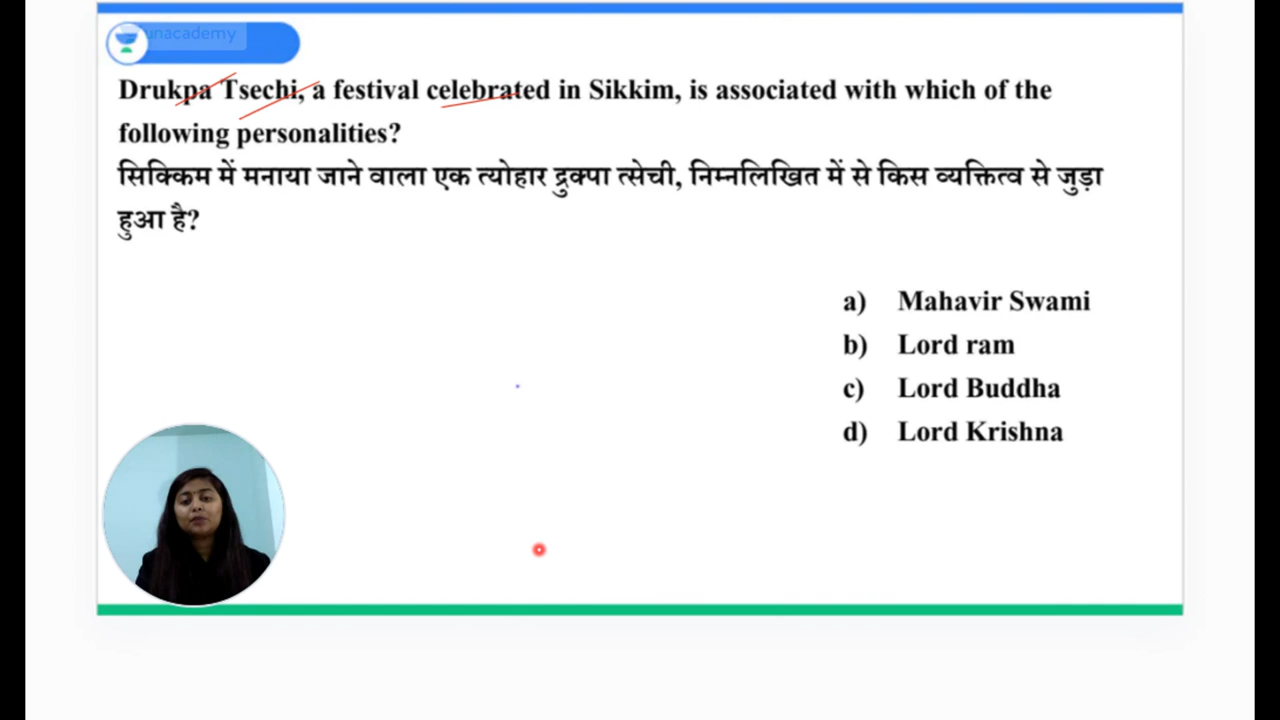 unacademy
Drukpa Tsechi, a festival celebrated in Sikkim, is associated with which of the
following personalities?
सिक्किम में मनाया जाने वाला एक त्योहार द्रुक्पा त्सेची, निम्नलिखित में से किस व्यक्तित्व से जुड़ा
हुआ है?
a) Mahavir Swami
b) Lord ram
c) Lord Buddha
d) Lord Krishna